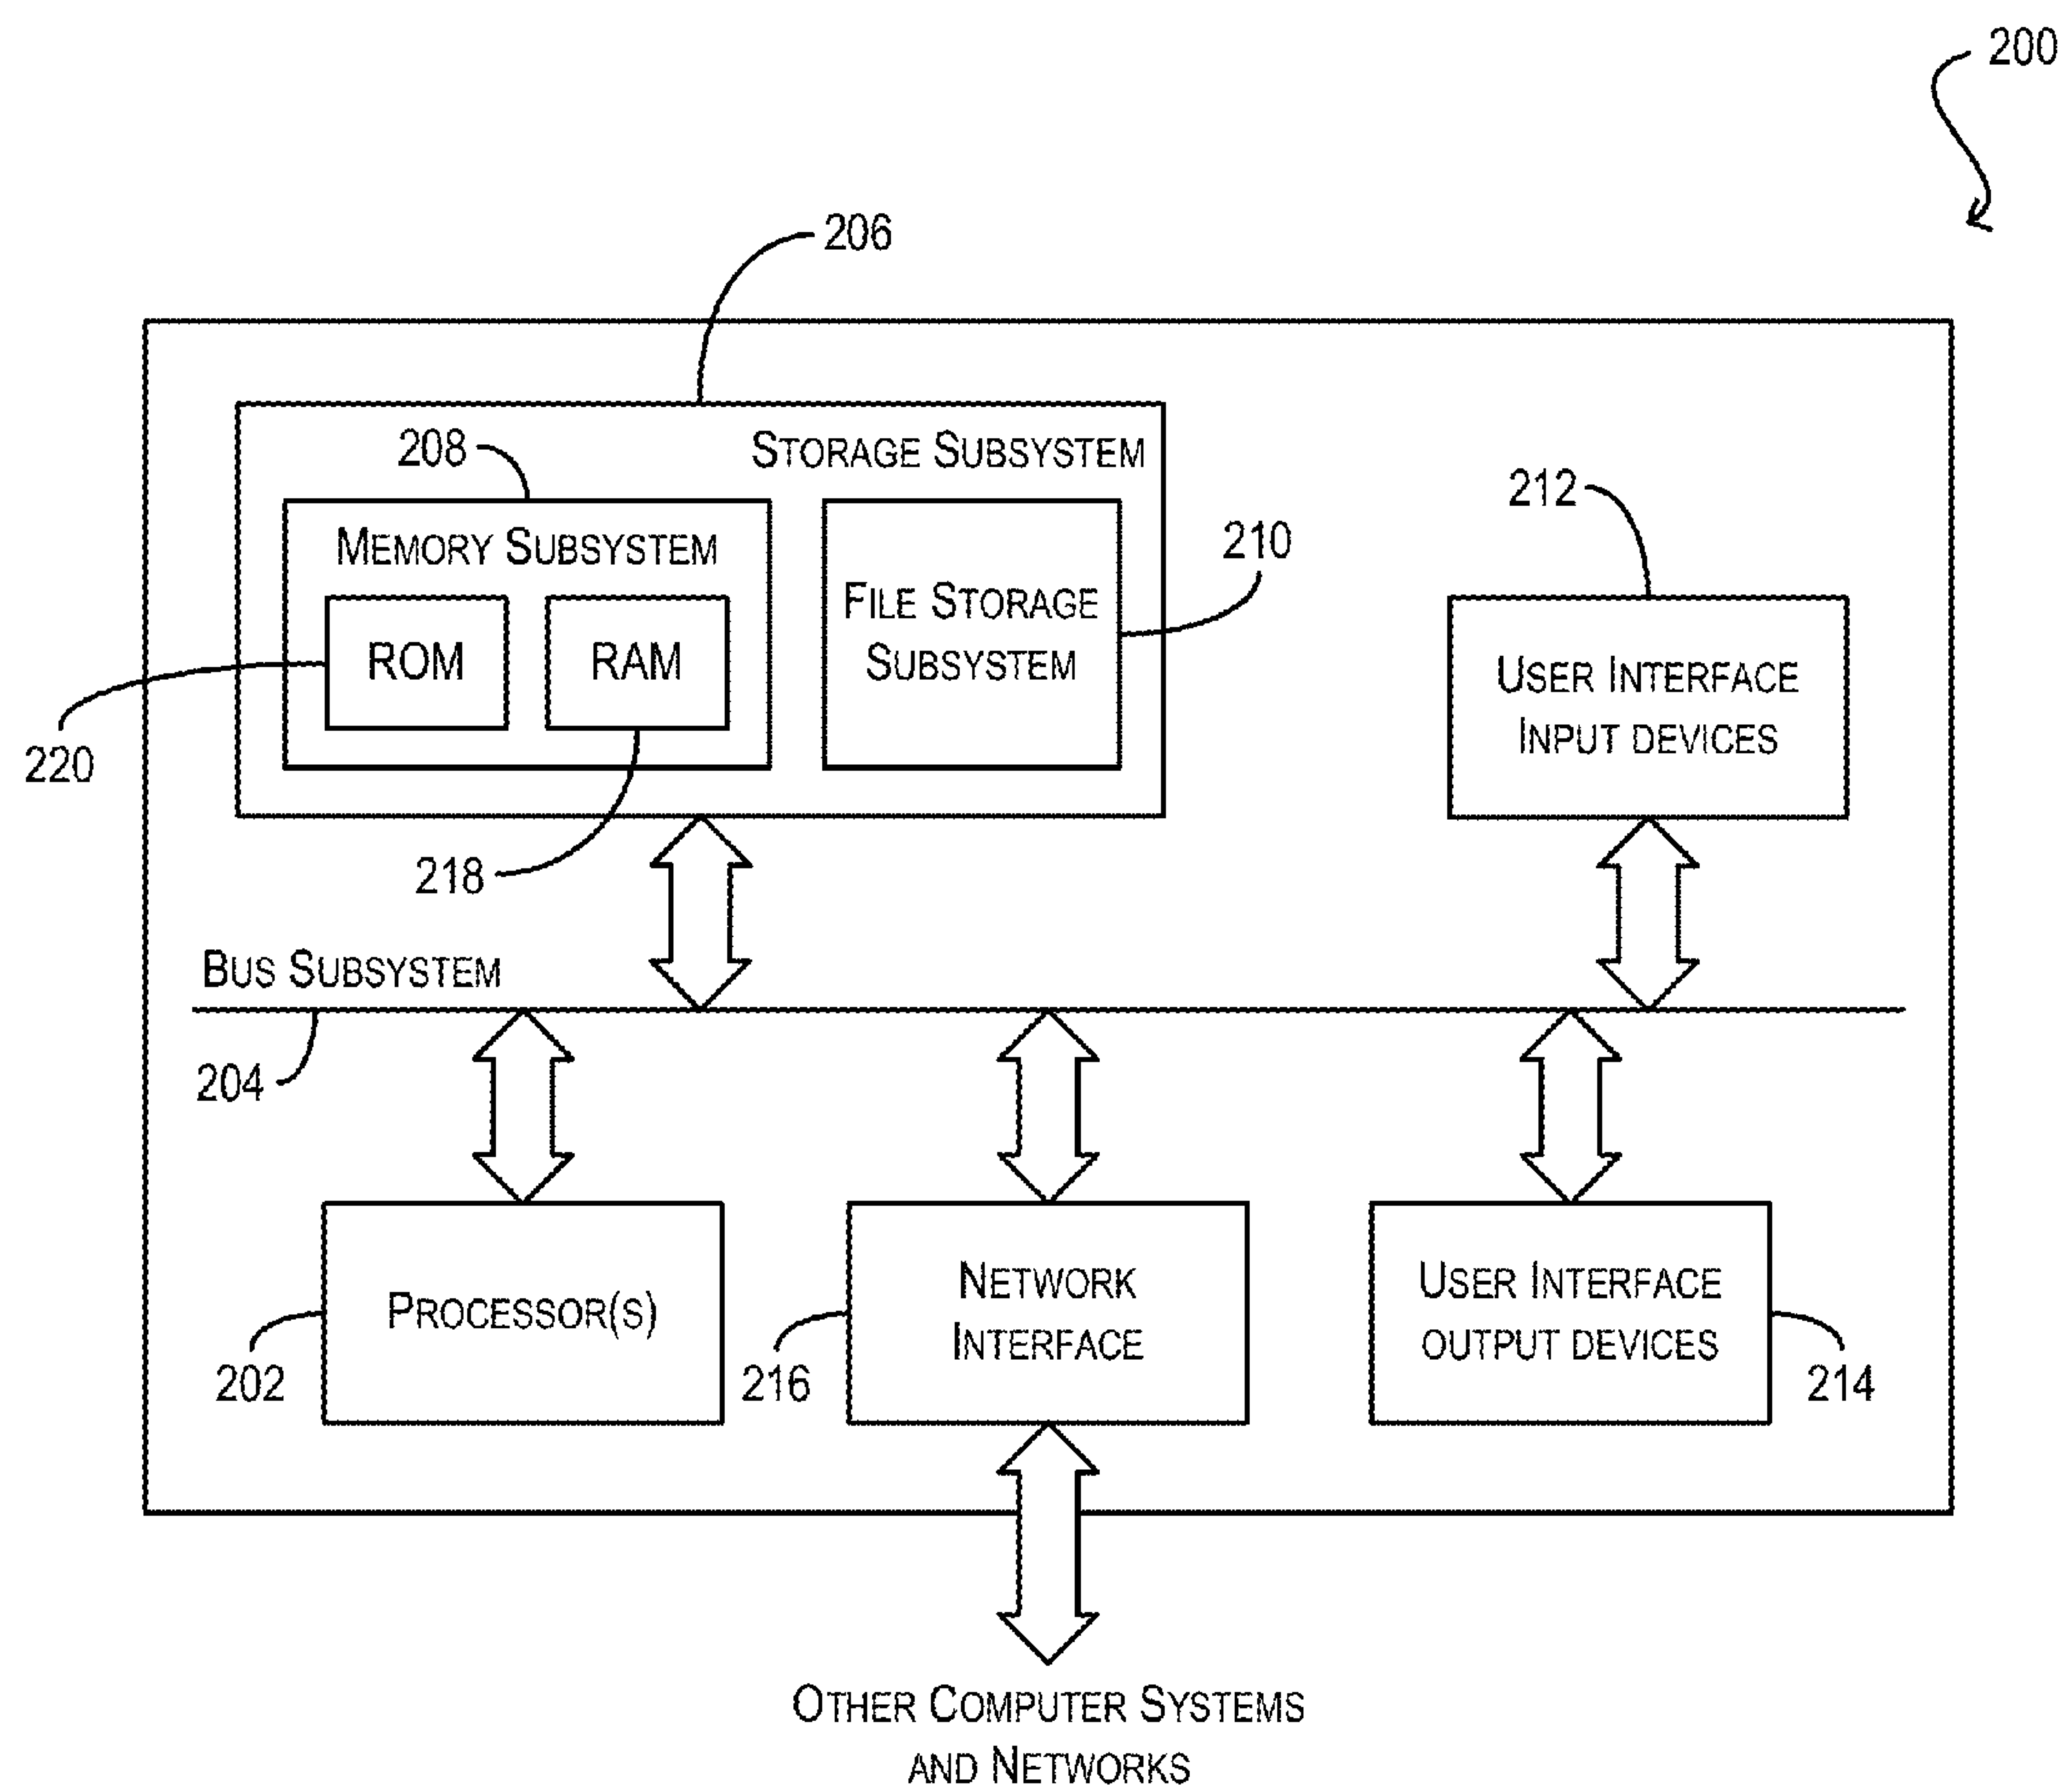 200
206
208
STORAGE SUBSYSTEM
212
MEMORY SUBSYSTEM
210
FILE STORAGE
SUBSYSTEM
ROM
RAM
USER INTERFACE
INPUT DEVICES
220
218
BUS SUBSYSTEM
204
PROCESSOR(S)
202
NETWORK
INTERFACE
216
USER INTERFACE
OUTPUT DEVICES
214
OTHER COMPUTER SYSTEMS
AND NETWORKS